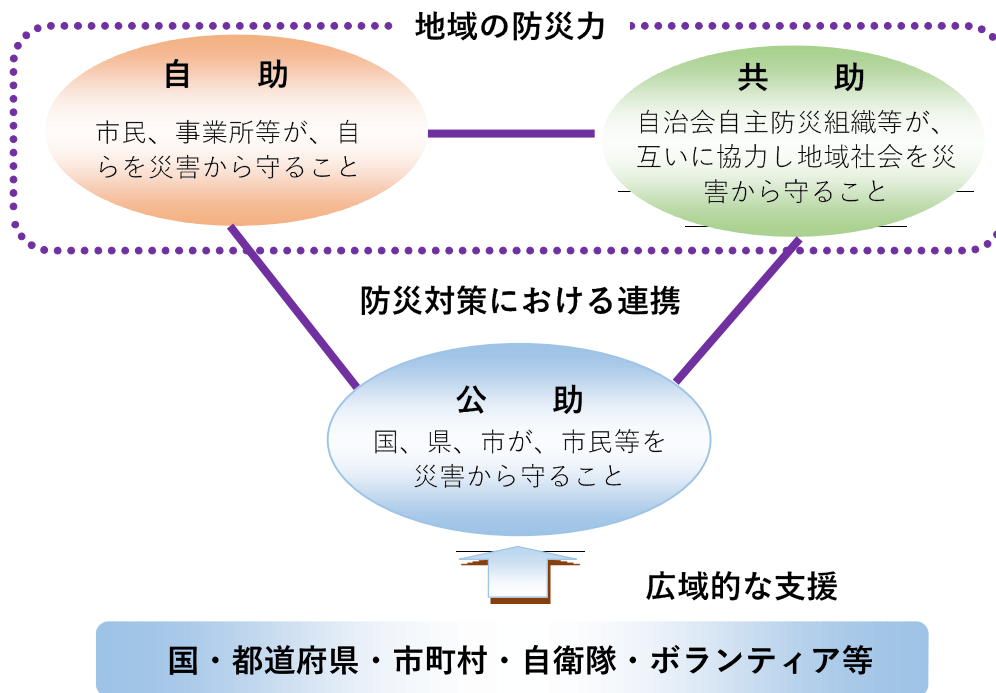 地域の防災力
自　　助
市民、事業所等が、自
らを災害から守ること
共　　助
自治会自主防災組織等が、
互いに協力し地域社会を災
害から守ること
防災対策における連携
公　　助
国、県、市が、市民等を
災害から守ること
広域的な支援
国・都道府県・市町村・自衛隊・ボランティア等